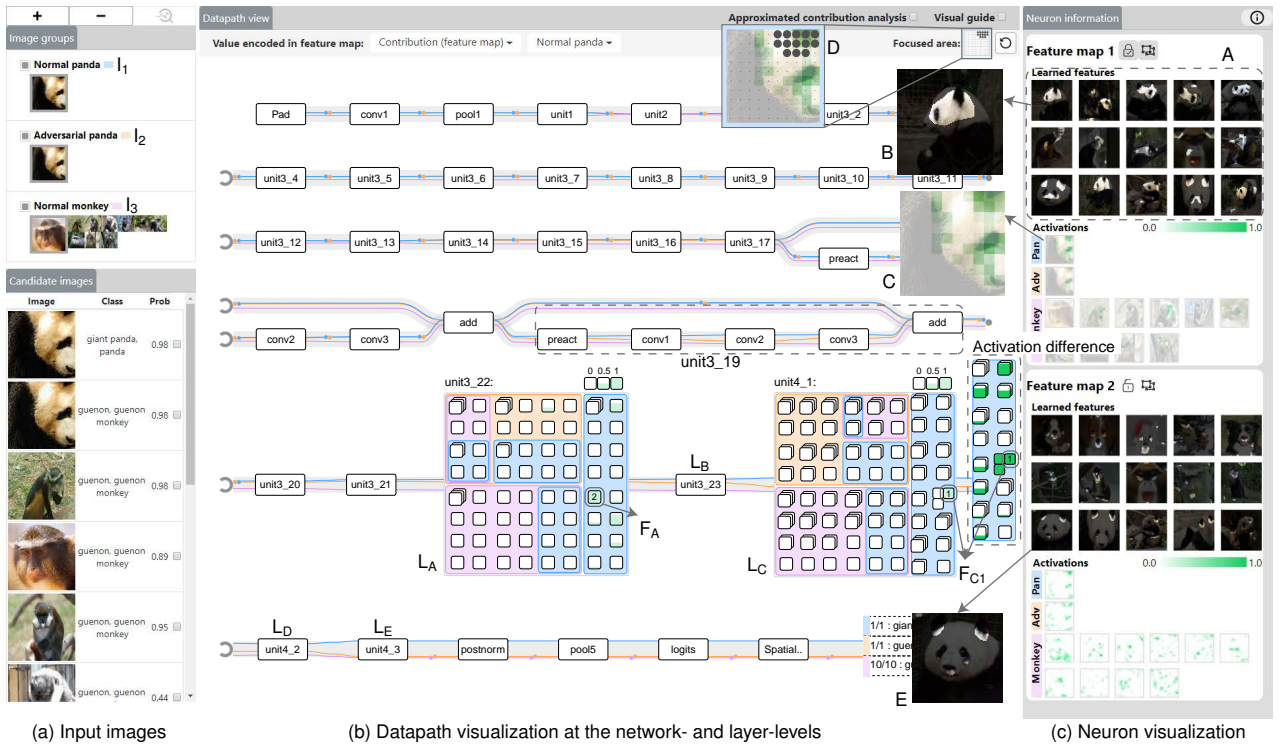 +
−
Image groups
Normal panda I1
Adversarial panda I2
Normal monkey I3
Candidate images
Image Class Prob
giant panda, panda 0.98
guenon, guenon monkey 0.98
guenon, guenon monkey 0.98
guenon, guenon monkey 0.89
guenon, guenon monkey 0.95
guenon, guenon 0.44
Datapath view
Approximated contribution analysis Visual guide
Value encoded in feature map: Contribution (feature map) Normal panda
D
Focused area:
Pad conv1 pool1 unit1 unit2 unit3_2
B
unit3_4 unit3_5 unit3_6 unit3_7 unit3_8 unit3_9 unit3_10 unit3_11
unit3_12 unit3_13 unit3_14 unit3_15 unit3_16 unit3_17
preact
C
add add
conv2 conv3 preact conv1 conv2 conv3
unit3_19
Activation difference
unit3_22: 0 0.5 1
unit4_1: 0 0.5 1
unit3_20 unit3_21 2 LB unit3_23 1 1
FA
LA
LC
FC1
LD LE
unit4_2 unit4_3 postnorm pool5 logits Spatial..
1/1 : gian
1/1 : guer
10/10 : g
E
Neuron information
i
Feature map 1
A
Learned features
Activations 0.0 1.0
Pan
Adv
nkey
Feature map 2
Learned features
Activations 0.0 1.0
Pan
Adv
Monkey
(a) Input images
(b) Datapath visualization at the network- and layer-levels
(c) Neuron visualization